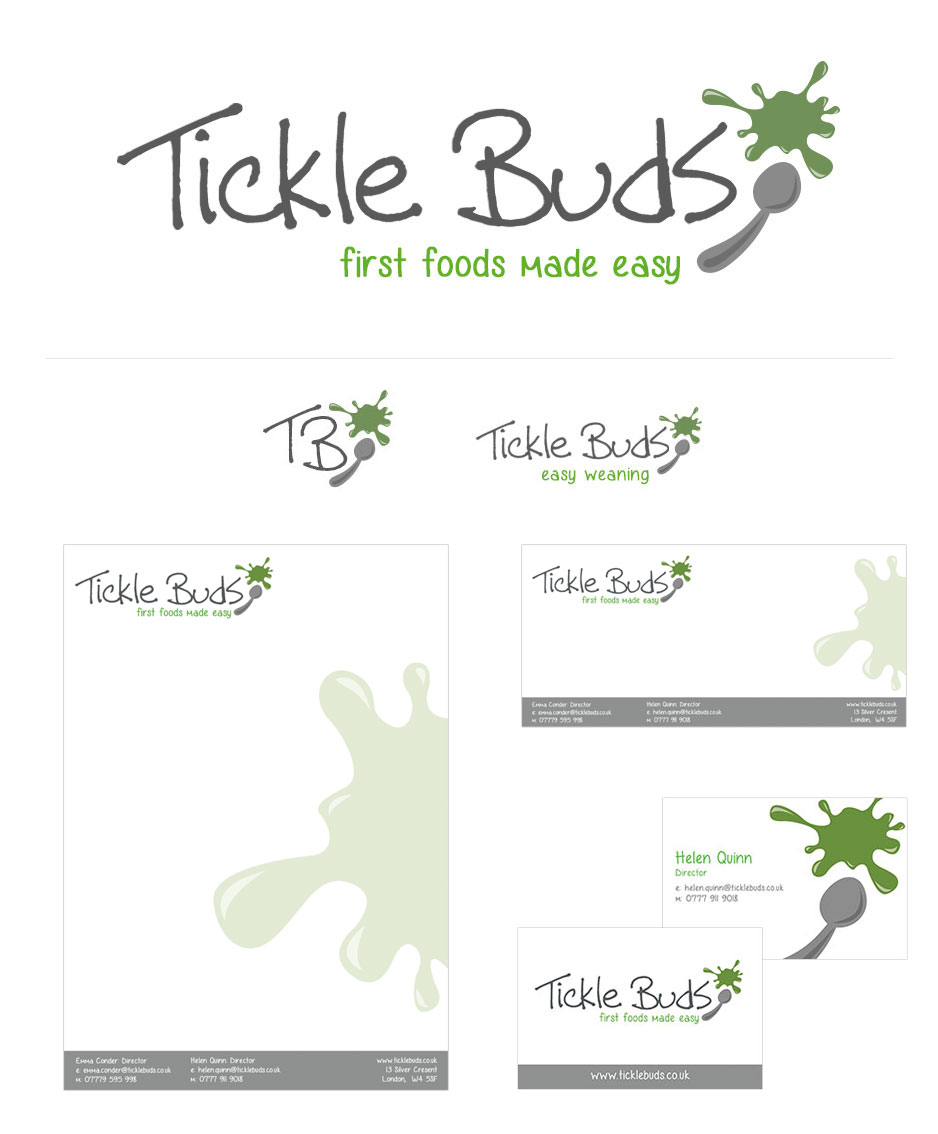 Tickle Buds
first foods made easy
TB
Tickle Buds
easy weaning
Tickle Buds
first foods made easy
Emma Conder: Director
e: emma.conder@ticklebuds.co.uk
m: 07779 595 998
Helen Quinn: Director
e: helen.quinn@ticklebuds.co.uk
m: 0777 911 9018
www.ticklebuds.co.uk
13 Silver Cresent
London, W4 5SF
Tickle Buds
first foods made easy
Emma Conder: Director
e: emma.conder@ticklebuds.co.uk
m: 07779 595 998
Helen Quinn: Director
e: helen.quinn@ticklebuds.co.uk
m: 0777 911 9018
www.ticklebuds.co.uk
13 Silver Cresent
London, W4 5SF
Helen Quinn
Director
e: helen.quinn@ticklebuds.co.uk
m: 0777 911 9018
Tickle Buds
first foods made easy
www.ticklebuds.co.uk